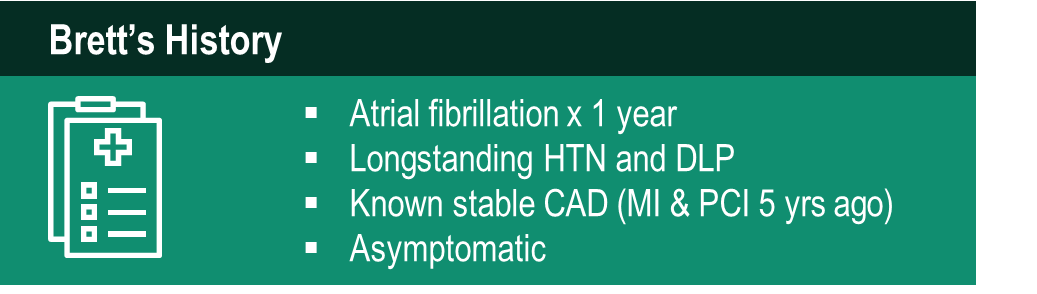 Brett's History
▪ Atrial fibrillation x 1 year
▪ Longstanding HTN and DLP
▪ Known stable CAD (MI & PCI 5 yrs ago)
▪ Asymptomatic